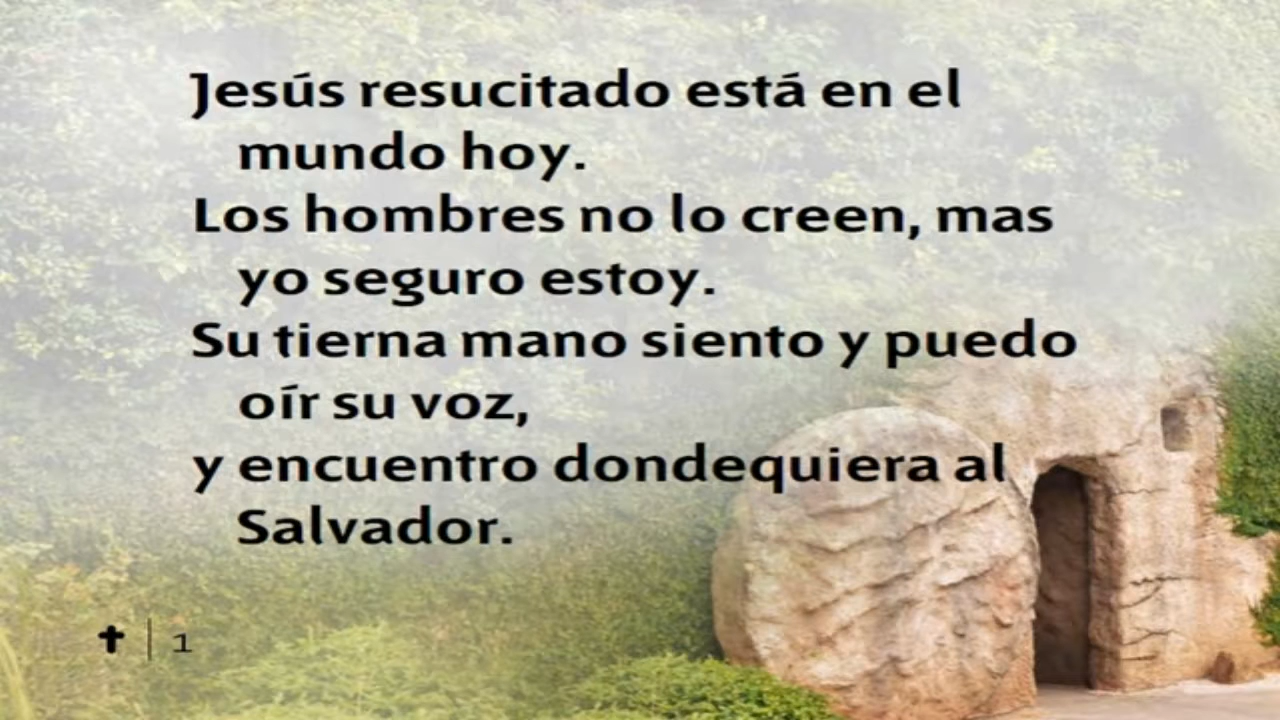 Jesús resucitado está en el
mundo hoy.
Los hombres no lo creen, mas
yo seguro estoy.
Su tierna mano siento y puedo
oír su voz,
y encuentro dondequiera al
Salvador.
1